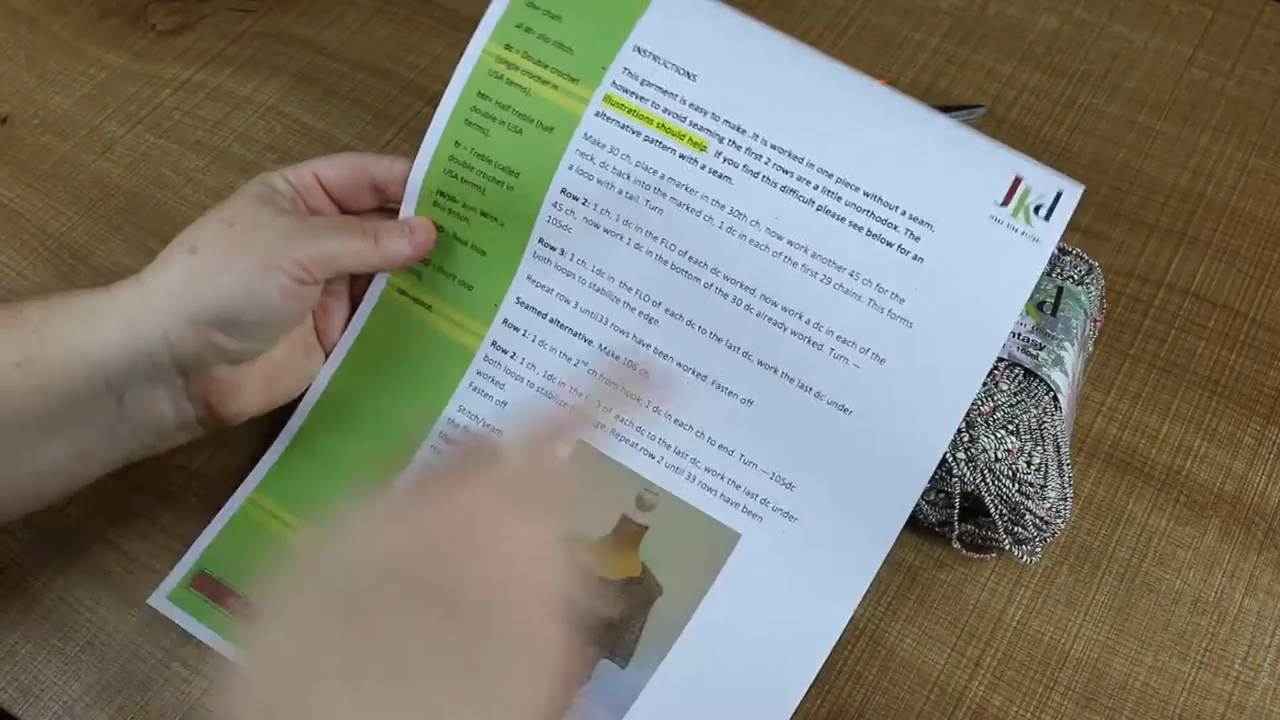 sl st= slip stitch.
dc = Double crochet
(single crochet in
USA terms).
htr= Half treble (half
double in USA
terms).
tr = Treble (called
double crochet in
USA terms).
INSTRUCTIONS
This garment is easy to make. It is worked in one piece without a seam,
however to avoid seaming the first 2 rows are a little unorthodox. The
illustrations should help. If you find this difficult please see below for an
alternative pattern with a seam.
Make 30 ch, place a marker in the 30th ch, now work another 45 ch for the
neck, dc back into the marked ch, 1 dc in each of the first 29 chains. This forms
a loop with a tail. Turn
Row 2: 1 ch, 1 dc in the FLO of each dc worked, now work a dc in each of the
45 ch, now work 1 dc in the bottom of the 30 dc already worked. Turn. —
105dc
Row 3: 1 ch, 1dc in the FLO of each dc to the last dc, work the last dc under
both loops to stabilize the edge.
Repeat row 3 until33 rows have been worked. Fasten off
Seamed alternative. Make 106 ch
Row 1: 1 dc in the 2nd ch from hook, 1 dc in each ch to end. Turn —105dc
Row 2: 1 ch, 1dc in the of each dc to the last dc, work the last dc under
both loops to stabilize Repeat row 2 until 33 rows have been
worked.
Fasten off
Stitch/seam
JKd
kd
tasy